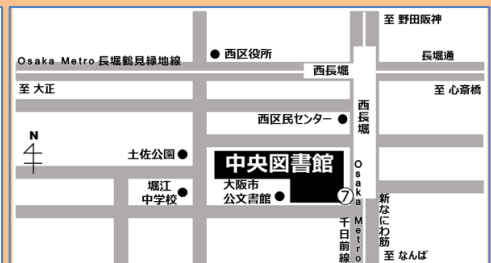 至 野田阪神
西区役所
長堀通
Osaka Metro 長堀鶴見緑地線
西長堀
至 大正
至 心斎橋
西長堀
西区民センター
N
土佐公園
中央図書館
堀江
中学校
大阪市
公文書館
⑦
Osaka Metro 千日前線
新なにわ筋
至 なんば